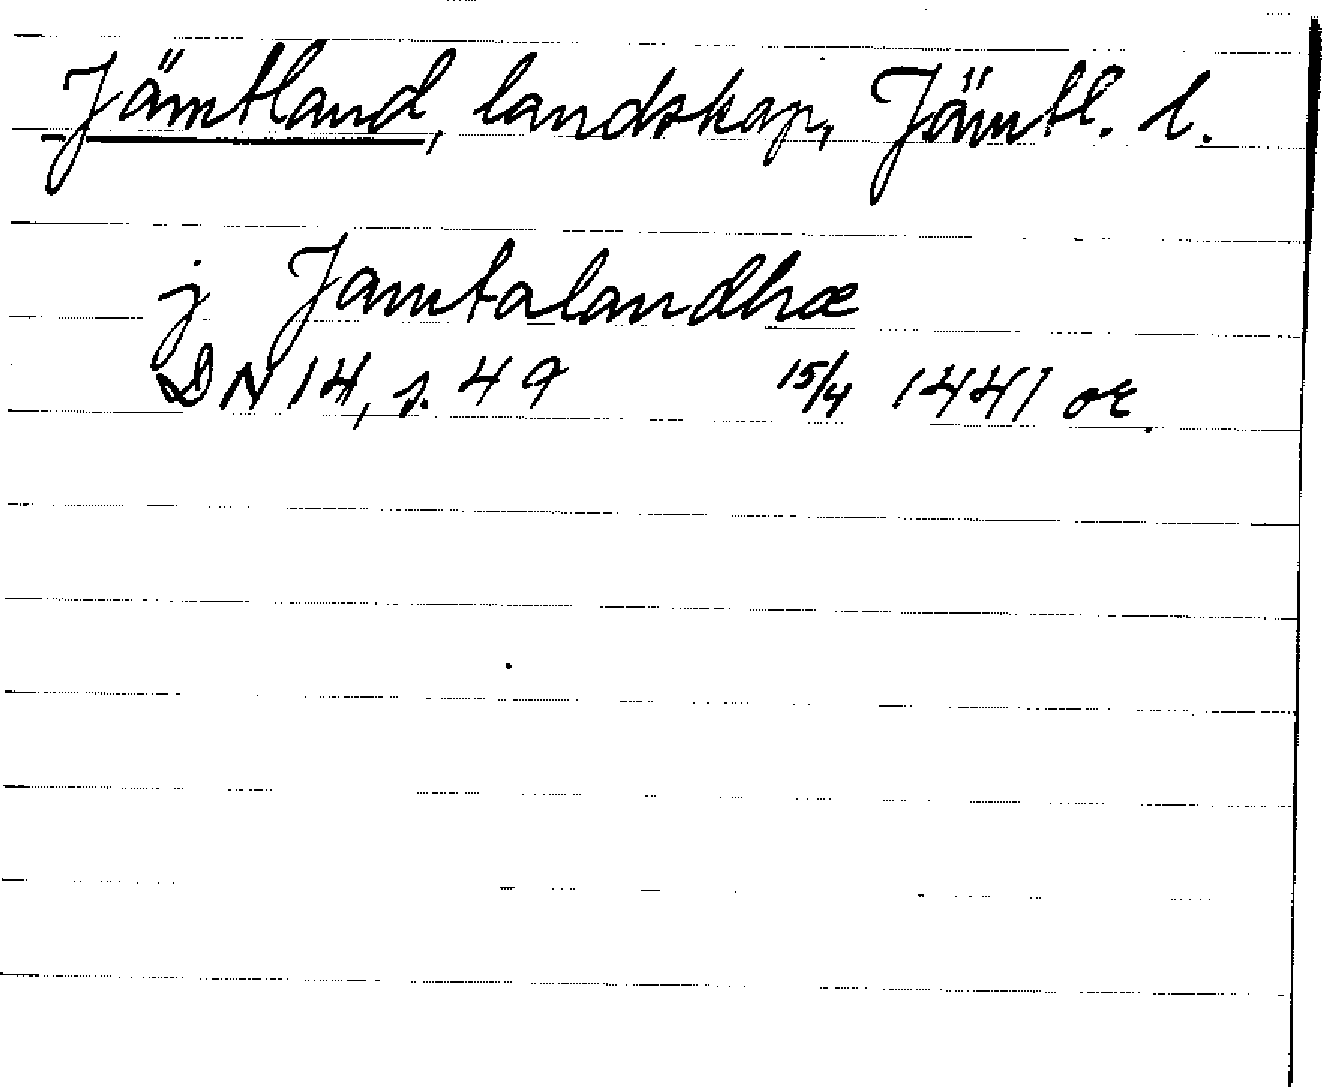 Jämtland, landskap, Jämtl. l.
j Jamtalandhæ
DN 14, s. 49 15/4 1441 or.